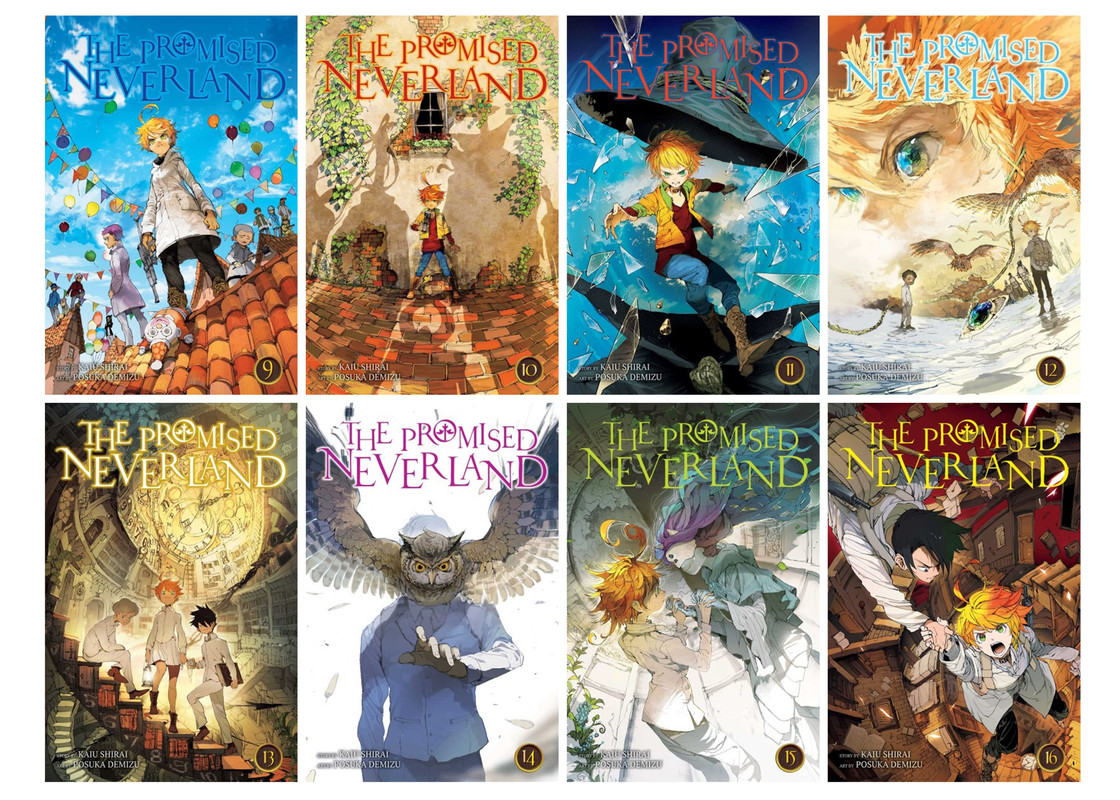 THE PROMISED
NEVERLAND
STORY BY KAIU SHIRAI
ART BY POSUKA DEMIZU
9
THE PROMISED
NEVERLAND
STORY BY KAIU SHIRAI
ART BY POSUKA DEMIZU
10
THE PROMISED
NEVERLAND
STORY BY KAIU SHIRAI
ART BY POSUKA DEMIZU
11
THE PROMISED
NEVERLAND
STORY BY KAIU SHIRAI
ART BY POSUKA DEMIZU
12
THE PROMISED
NEVERLAND
STORY BY KAIU SHIRAI
ART BY POSUKA DEMIZU
13
THE PROMISED
NEVERLAND
STORY BY KAIU SHIRAI
ART BY POSUKA DEMIZU
14
THE PROMISED
NEVERLAND
STORY BY KAIU SHIRAI
ART BY POSUKA DEMIZU
15
THE PROMISED
NEVERLAND
STORY BY KAIU SHIRAI
ART BY POSUKA DEMIZU
16